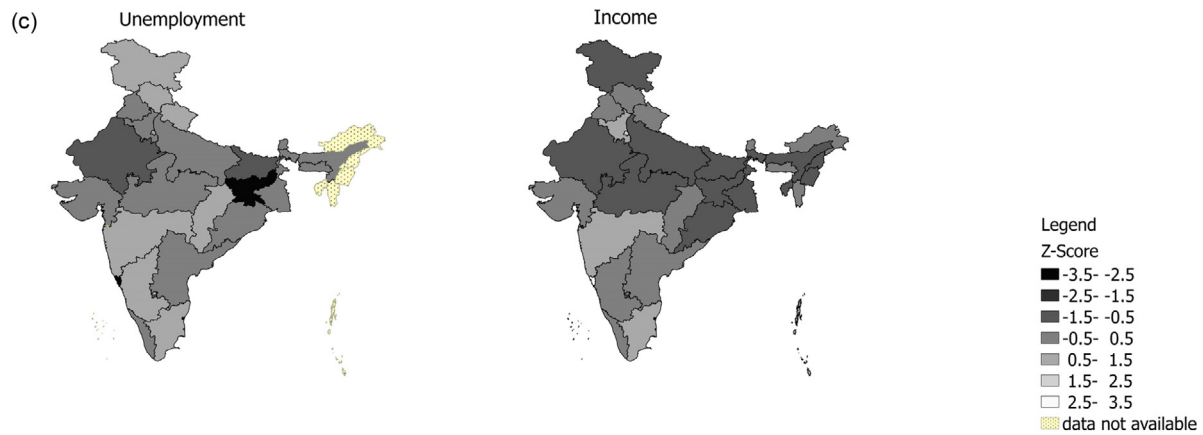 (c)
Unemployment
Income
Legend
Z-Score
-3.5- -2.5
-2.5- -1.5
-1.5- -0.5
-0.5- 0.5
0.5- 1.5
1.5- 2.5
2.5- 3.5
data not available